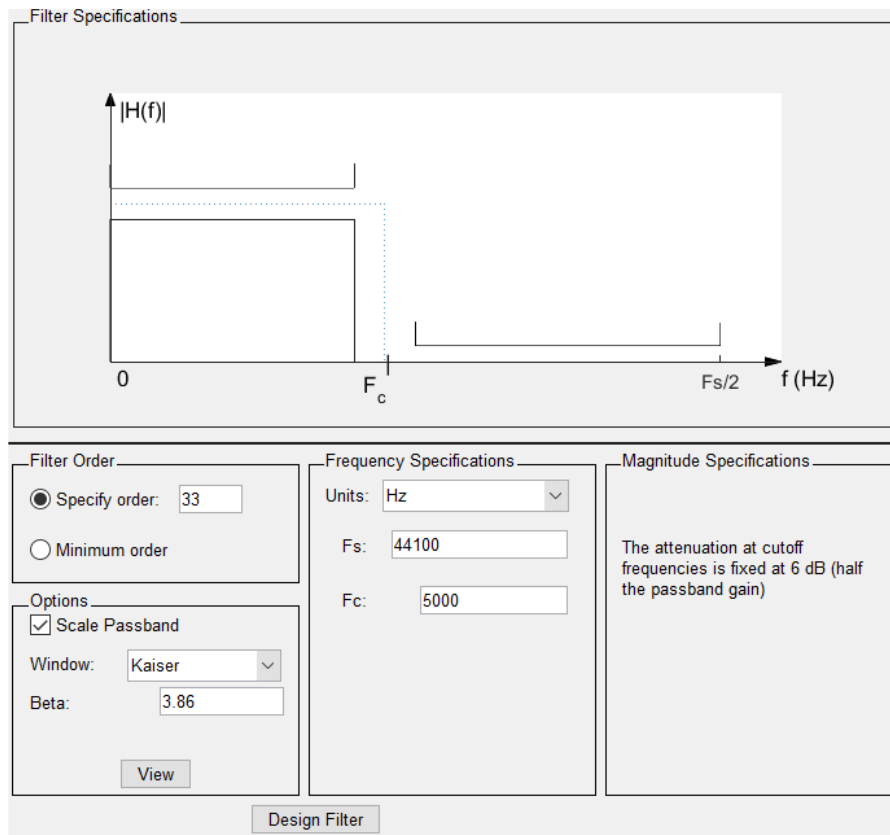 Filter Specifications
|H(f)|
0
Fc
Fs/2
f (Hz)
Filter Order
Specify order: 33
Minimum order
Options
Scale Passband
Window: Kaiser
Beta: 3.86
View
Frequency Specifications
Units: Hz
Fs: 44100
Fc: 5000
Magnitude Specifications
The attenuation at cutoff
frequencies is fixed at 6 dB (half
the passband gain)
Design Filter